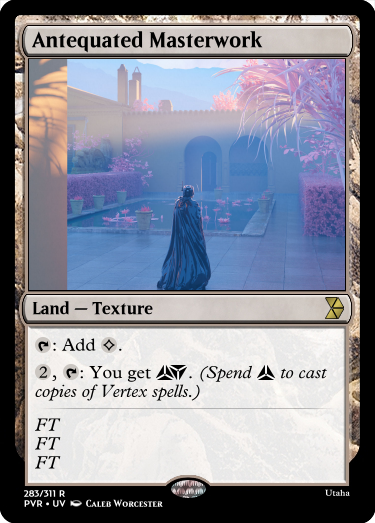 Antequated Masterwork
Land — Texture
: Add .
2, : You get . (Spend to cast
copies of Vertex spells.)
FT
FT
FT
283/311 R
Utaha
PVR • UV Caleb Worcester